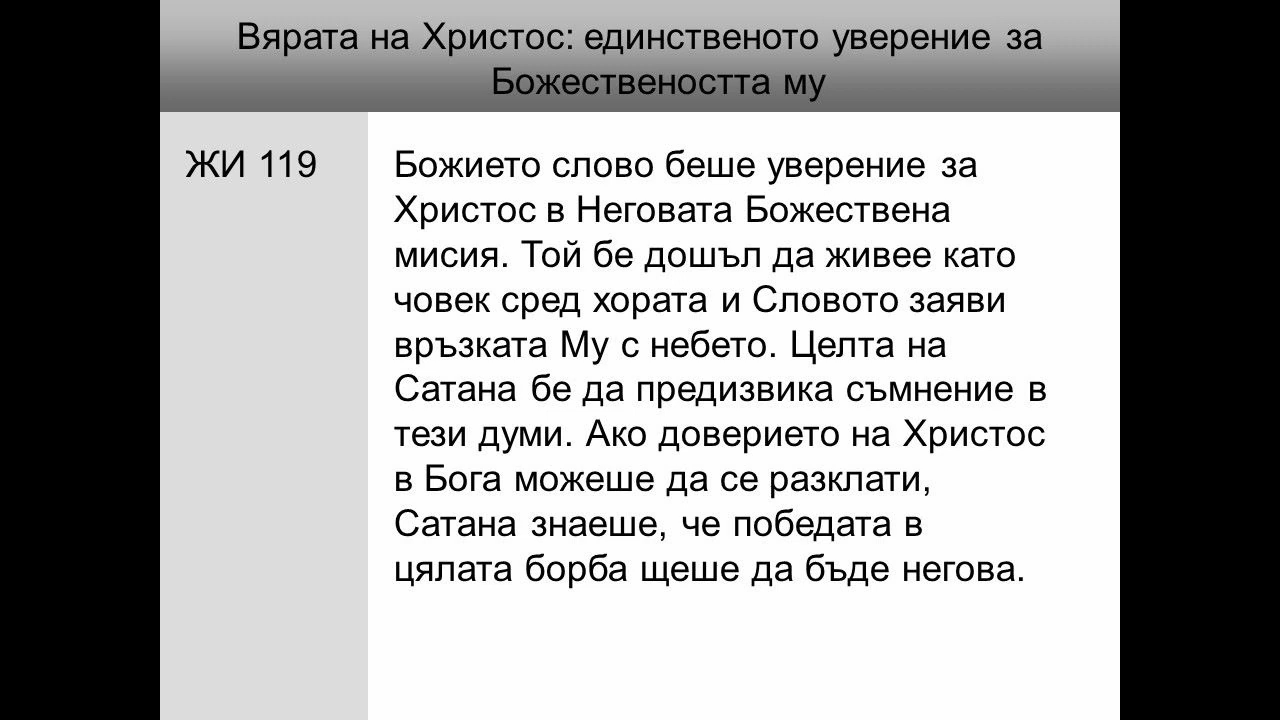 Вярата на Христос: единственото уверение за
Божествеността му
ЖИ 119
Божието слово беше уверение за
Христос в Неговата Божествена
мисия. Той бе дошъл да живее като
човек сред хората и Словото заяви
връзката Му с небето. Целта на
Сатана бе да предизвика съмнение в
тези думи. Ако доверието на Христос
в Бога можеше да се разклати,
Сатана знаеше, че победата в
цялата борба щеше да бъде негова.